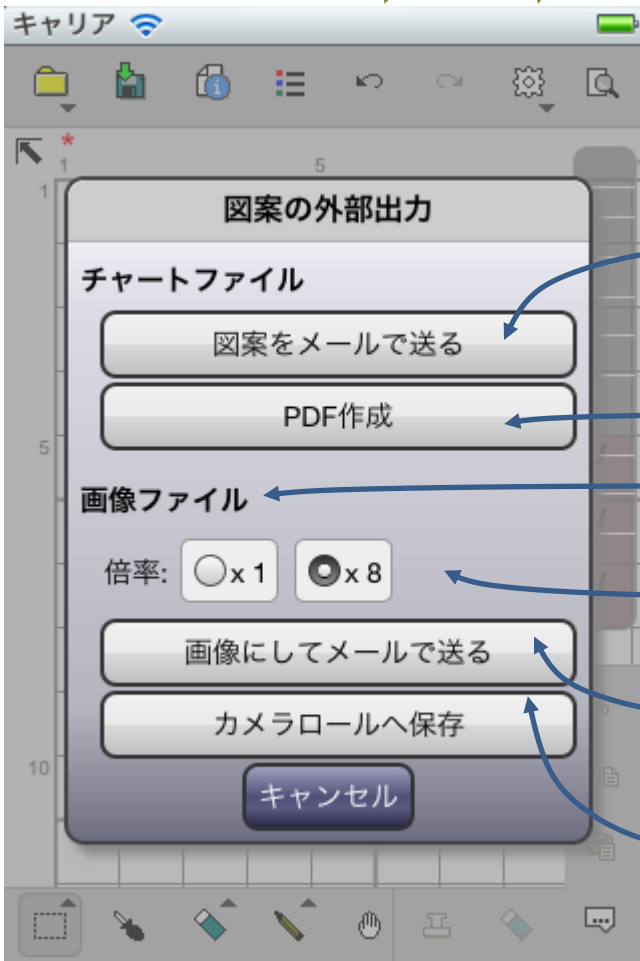 キャリア
*
1 5
1
図案の外部出力
チャートファイル
図案をメールで送る
PDF作成
5
画像ファイル
倍率: x 1 x 8
画像にしてメールで送る
カメラロールへ保存
10
キャンセル